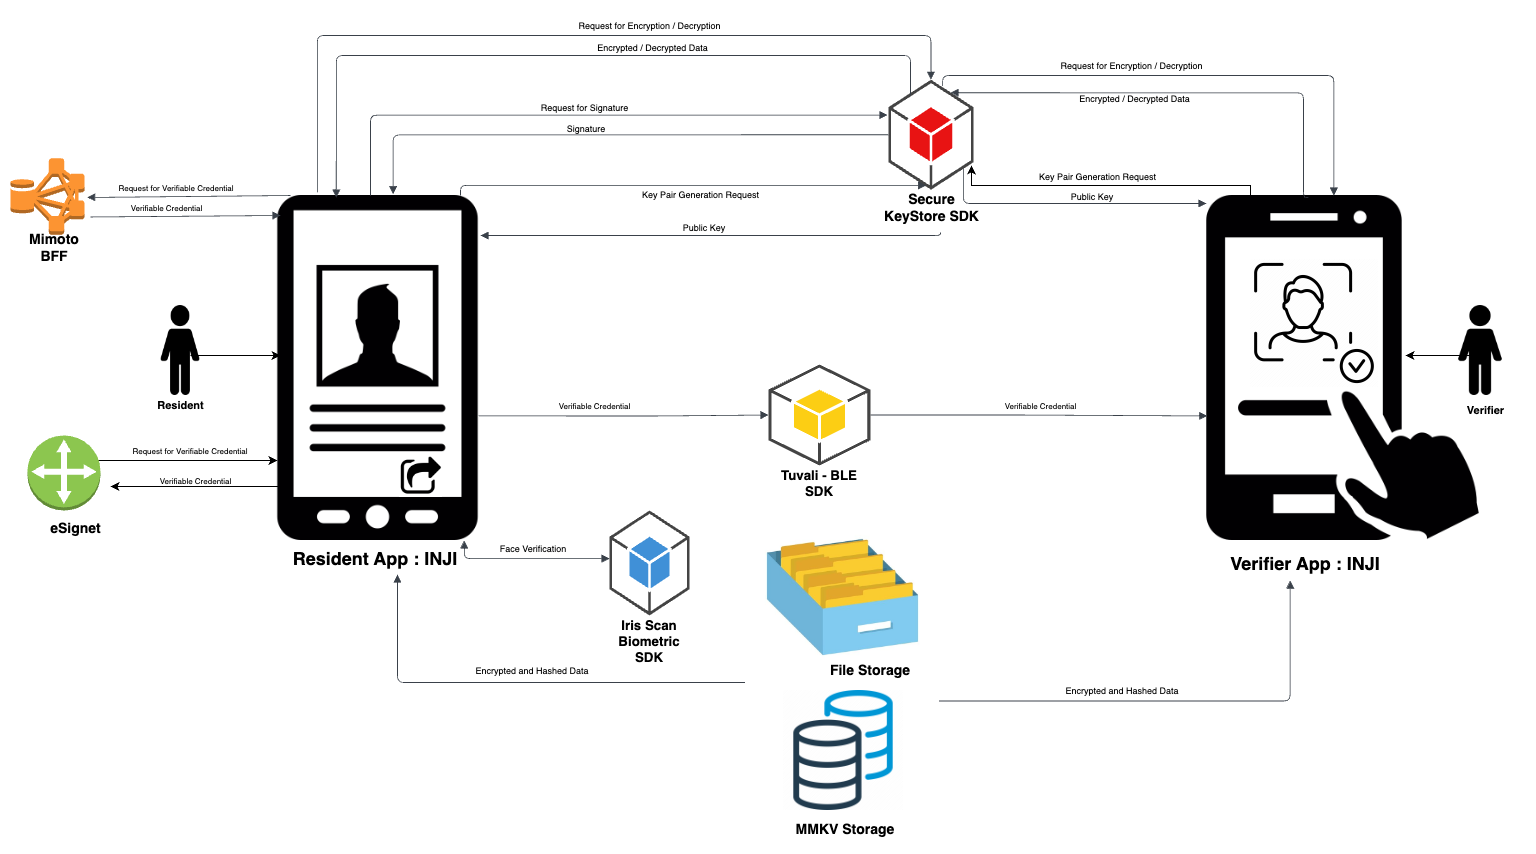 Request for Encryption / Decryption
Encrypted / Decrypted Data
Request for Encryption / Decryption
Encrypted / Decrypted Data
Request for Signature
Signature
Request for Verifiable Credential
Verifiable Credential
Mimoto
BFF
Key Pair Generation Request
Public Key
Secure
KeyStore SDK
Key Pair Generation Request
Public Key
Resident
Verifier
Verifiable Credential
Verifiable Credential
Tuvali - BLE
SDK
Request for Verifiable Credential
Verifiable Credential
eSignet
Resident App : INJI
Face Verification
Iris Scan
Biometric
SDK
Verifier App : INJI
Encrypted and Hashed Data
File Storage
Encrypted and Hashed Data
MMKV Storage